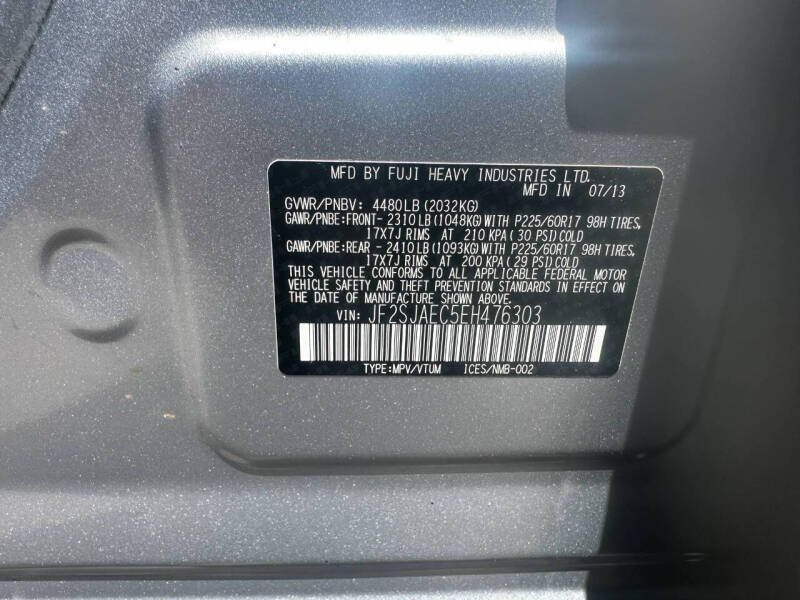 MFD BY FUJI HEAVY INDUSTRIES LTD.
MFD IN 07/13
GVWR/PNBV: 4480LB (2032KG)
GAWR/PNBE:FRONT- 2310 LB (1048KG) WITH P225/60R17 98H TIRES,
17X7J RIMS AT 210 KPA ( 30 PSI) COLD
GAWR/PNBE:REAR - 2410 LB (1093KG) WITH P225/60R17 98H TIRES,
17X7J RIMS AT 200 KPA ( 29 PSI) COLD
THIS VEHICLE CONFORMS TO ALL APPLICABLE FEDERAL MOTOR
VEHICLE SAFETY AND THEFT PREVENTION STANDARDS IN EFFECT ON
THE DATE OF MANUFACTURE SHOWN ABOVE.
VIN: JF2SJAEC5EH476303
TYPE:MPV/VTUM ICES/NMB-002